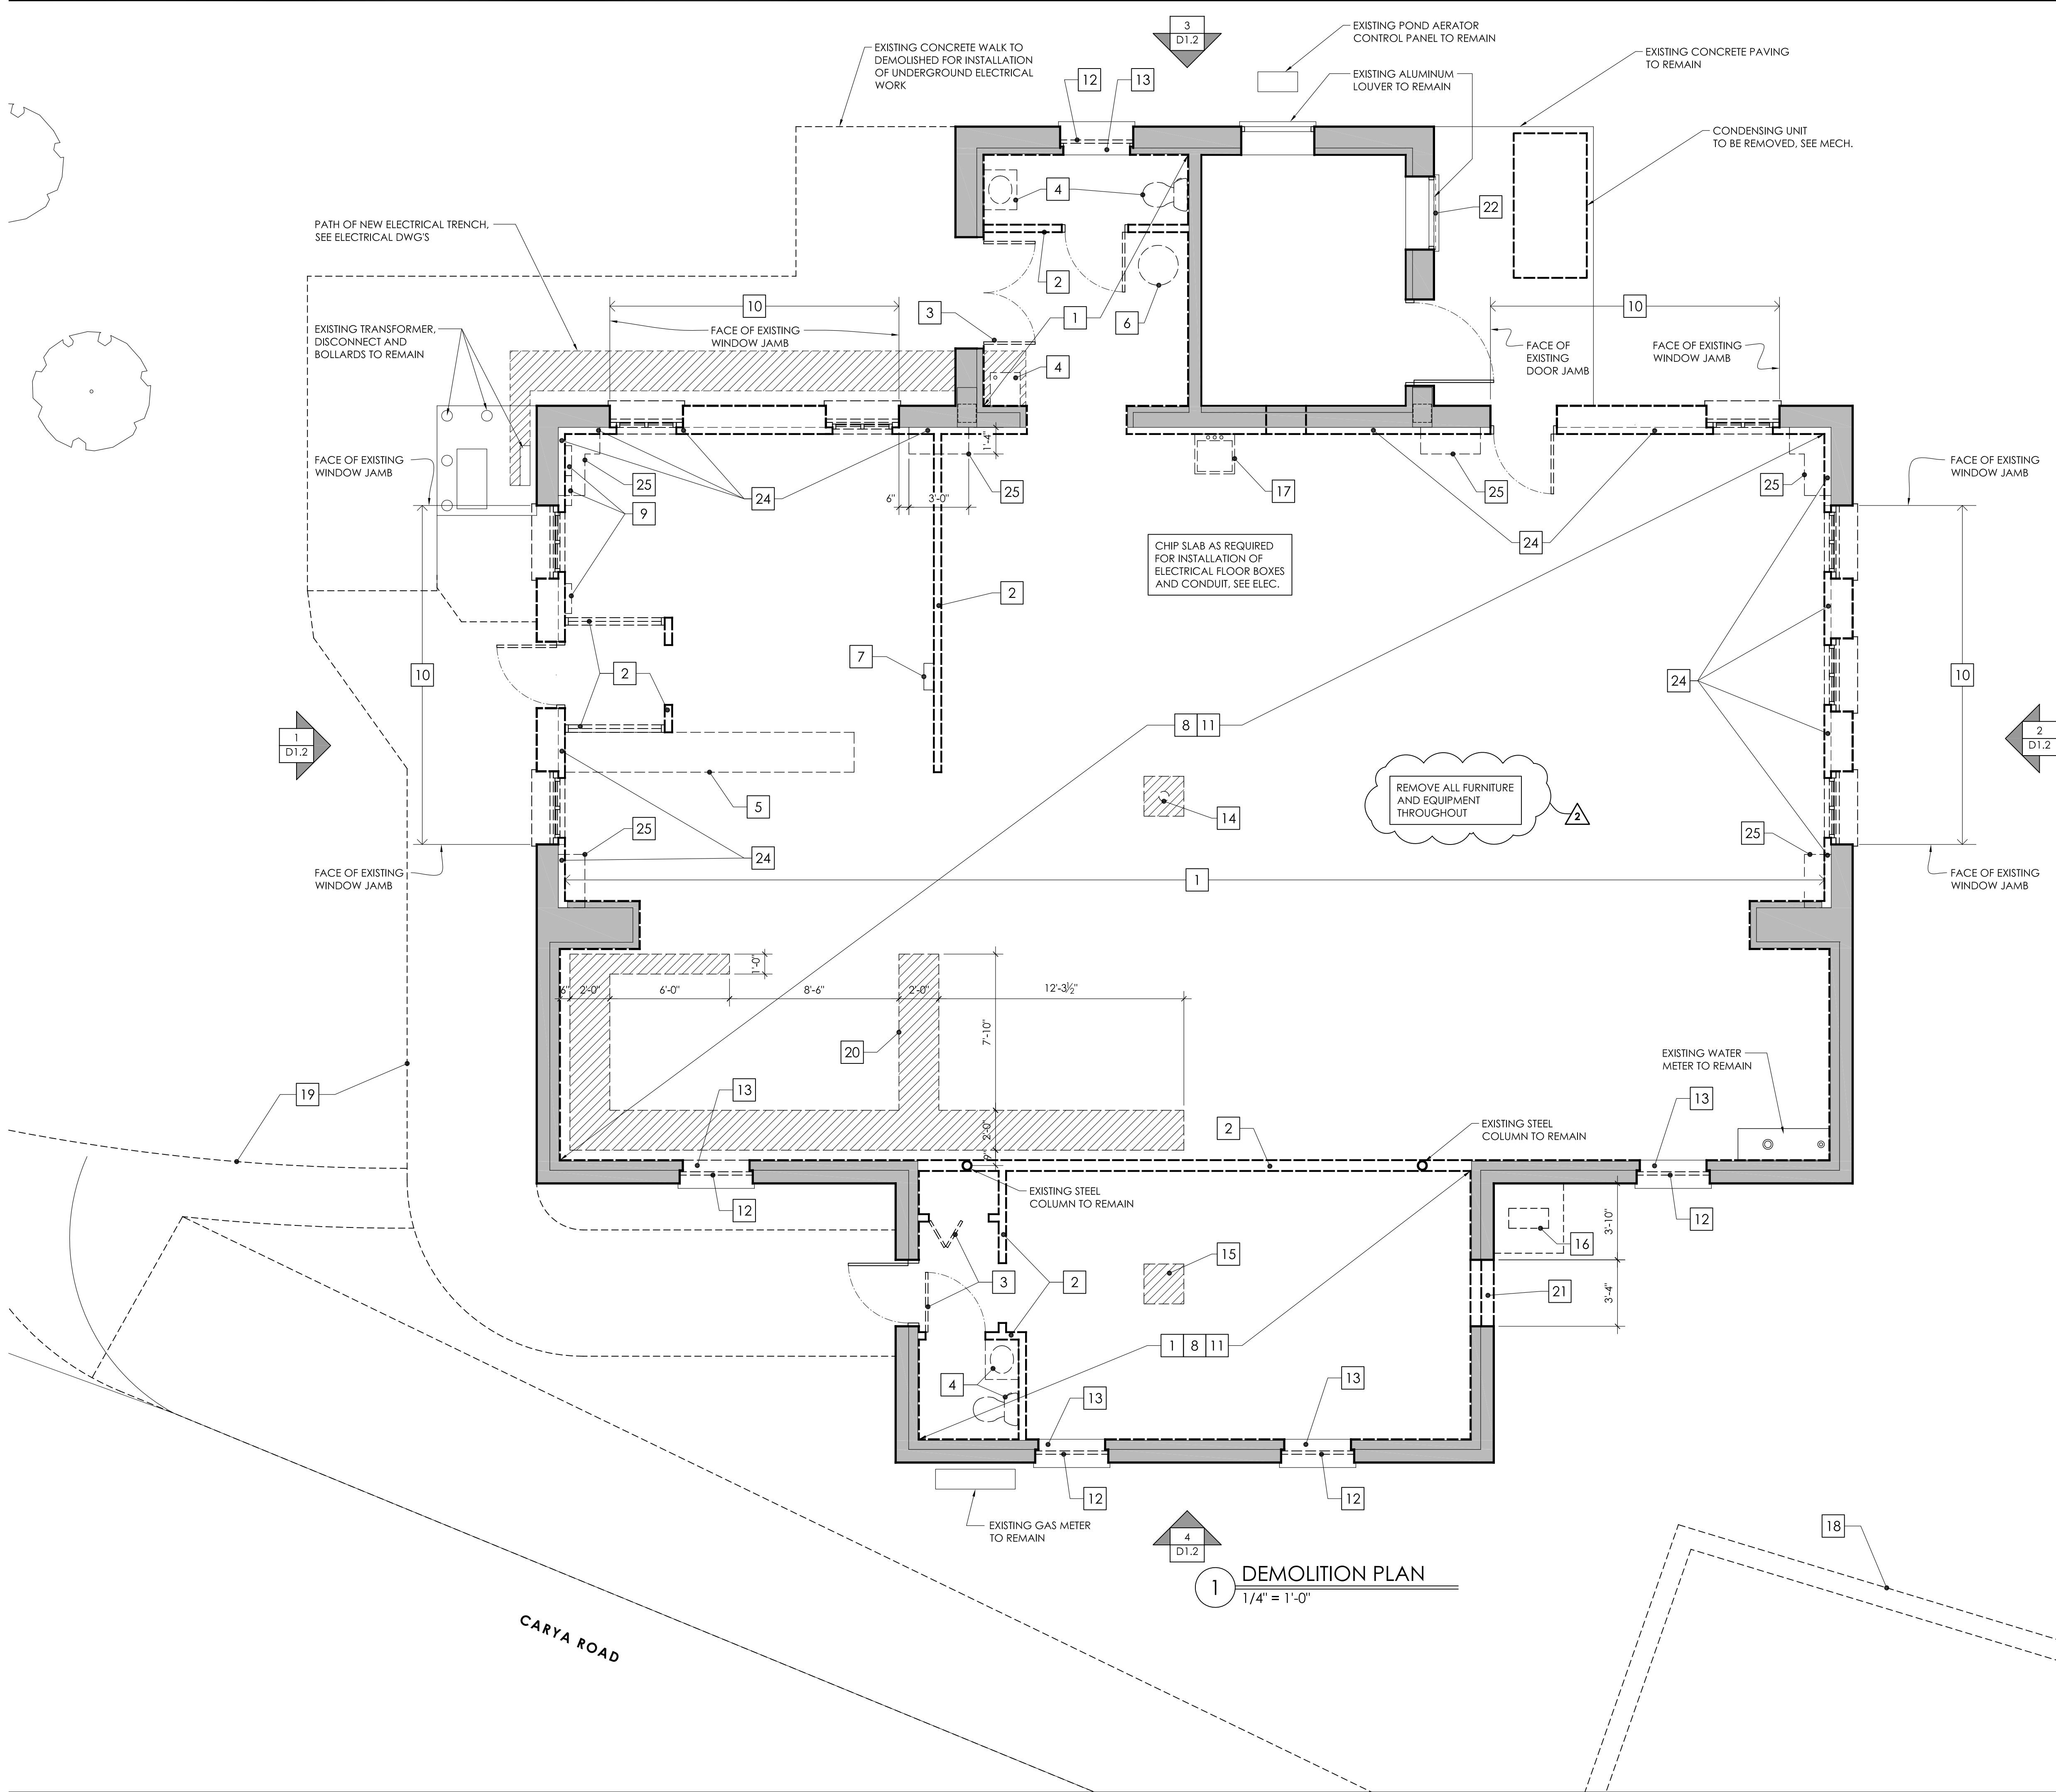 3
D1.2
EXISTING POND AERATOR
CONTROL PANEL TO REMAIN
EXISTING CONCRETE WALK TO
DEMOLISHED FOR INSTALLATION
OF UNDERGROUND ELECTRICAL
WORK
EXISTING CONCRETE PAVING
TO REMAIN
12
13
EXISTING ALUMINUM
LOUVER TO REMAIN
CONDENSING UNIT
TO BE REMOVED, SEE MECH.
4
22
PATH OF NEW ELECTRICAL TRENCH,
SEE ELECTRICAL DWG'S
2
10
3
1
6
10
EXISTING TRANSFORMER,
DISCONNECT AND
BOLLARDS TO REMAIN
FACE OF EXISTING
WINDOW JAMB
FACE OF
EXISTING
DOOR JAMB
FACE OF EXISTING
WINDOW JAMB
4
1'-4"
FACE OF EXISTING
WINDOW JAMB
FACE OF EXISTING
WINDOW JAMB
25
24
6"
3'-0"
25
17
25
25
9
24
CHIP SLAB AS REQUIRED
FOR INSTALLATION OF
ELECTRICAL FLOOR BOXES
AND CONDUIT, SEE ELEC.
2
7
10
2
24
10
8
11
1
D1.2
2
D1.2
5
14
REMOVE ALL FURNITURE
AND EQUIPMENT
THROUGHOUT
2
25
24
25
FACE OF EXISTING
WINDOW JAMB
1
FACE OF EXISTING
WINDOW JAMB
1'-0"
6"
2'-0"
6'-0"
8'-6"
2'-0"
12'-3½"
7'-10"
20
EXISTING WATER
METER TO REMAIN
19
13
13
2'-0"
9"
2
EXISTING STEEL
COLUMN TO REMAIN
EXISTING STEEL
COLUMN TO REMAIN
12
12
3'-10"
16
15
3
2
21
3'-4"
1
8
11
4
13
13
12
12
EXISTING GAS METER
TO REMAIN
4
D1.2
18
1
DEMOLITION PLAN
1/4" = 1'-0"
CARYA ROAD